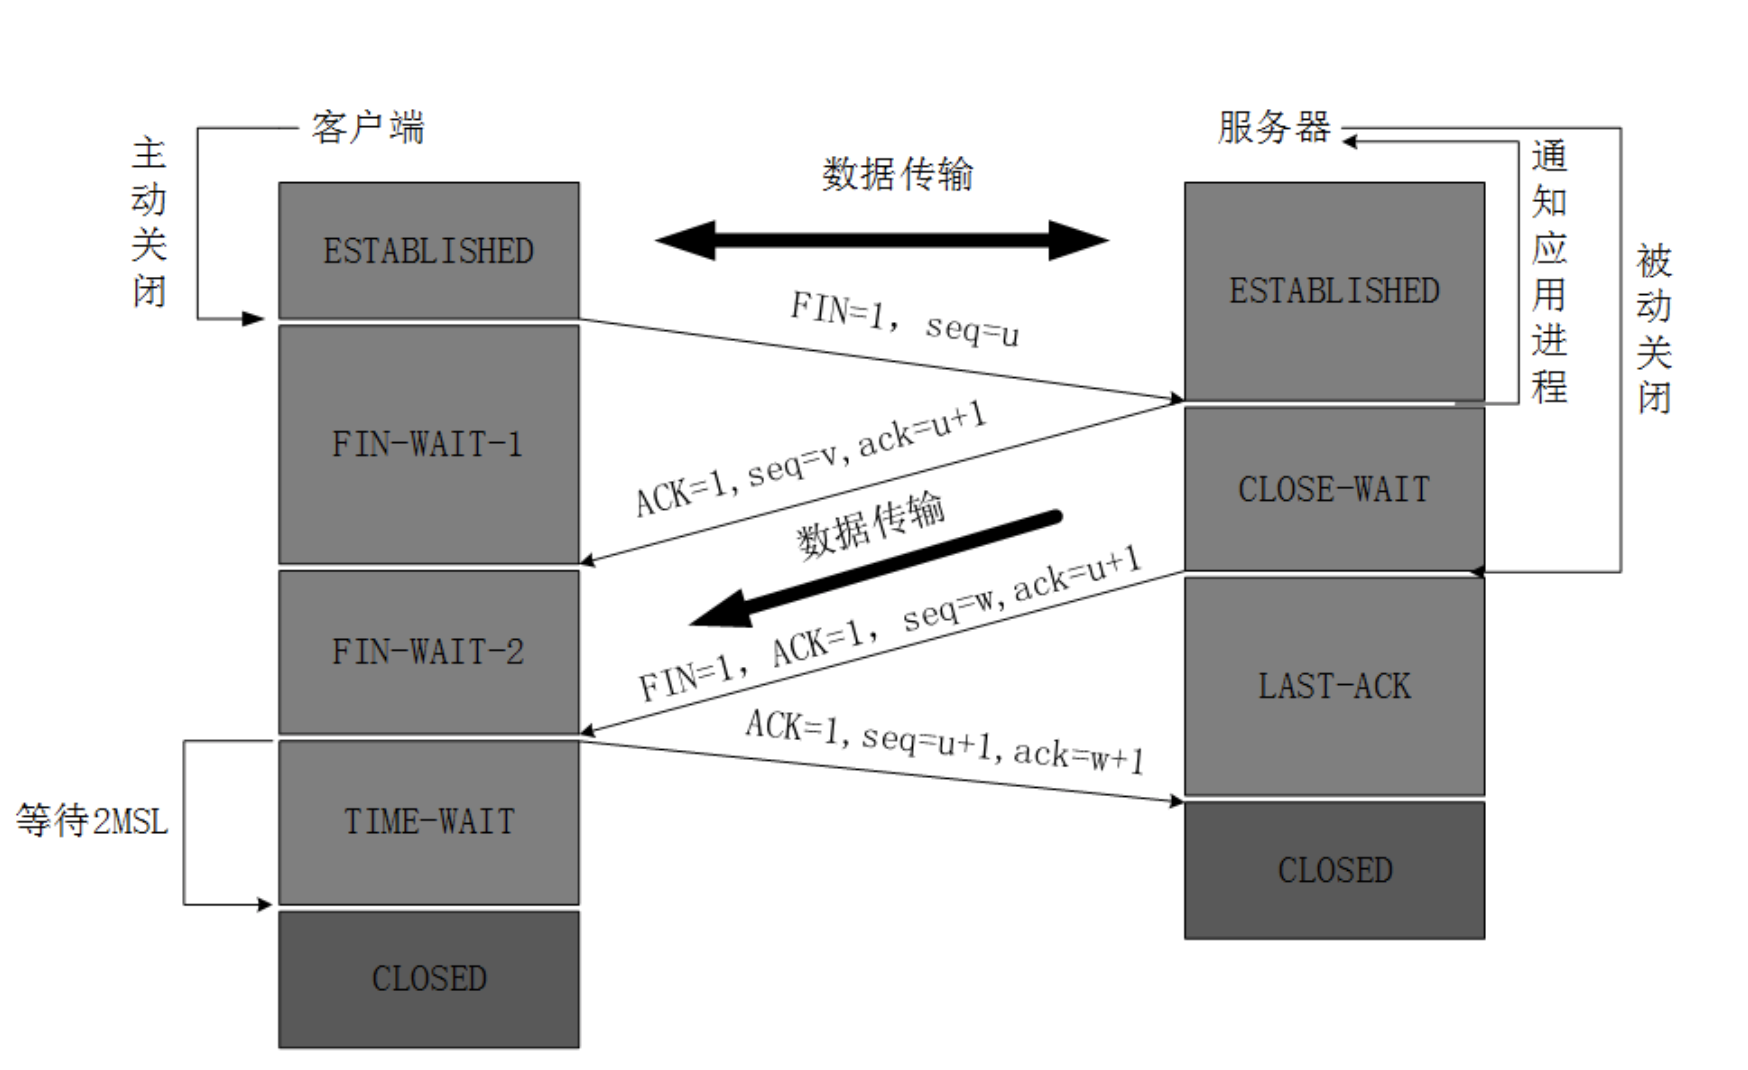 客户端
服务器
主动关闭
数据传输
通知应用进程
被动关闭
ESTABLISHED
ESTABLISHED
FIN=1, seq=u
FIN-WAIT-1
ACK=1,seq=v,ack=u+1
CLOSE-WAIT
数据传输
FIN=1, ACK=1, seq=w,ack=u+1
FIN-WAIT-2
LAST-ACK
ACK=1,seq=u+1,ack=w+1
等待2MSL
TIME-WAIT
CLOSED
CLOSED